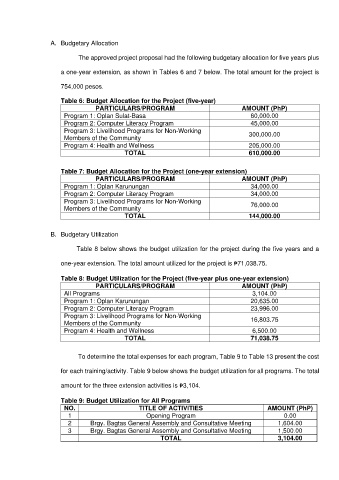 A. Budgetary Allocation
The approved project proposal had the following budgetary allocation for five years plus
a one-year extension, as shown in Tables 6 and 7 below. The total amount for the project is
754,000 pesos.
Table 6: Budget Allocation for the Project (five-year)
PARTICULARS/PROGRAM AMOUNT (PhP)
Program 1: Oplan Sulat-Basa 60,000.00
Program 2: Computer Literacy Program 45,000.00
Program 3: Livelihood Programs for Non-Working
Members of the Community 300,000.00
Program 4: Health and Wellness 205,000.00
TOTAL 610,000.00
Table 7: Budget Allocation for the Project (one-year extension)
PARTICULARS/PROGRAM AMOUNT (PhP)
Program 1: Oplan Karunungan 34,000.00
Program 2: Computer Literacy Program 34,000.00
Program 3: Livelihood Programs for Non-Working
Members of the Community 76,000.00
TOTAL 144,000.00
B. Budgetary Utilization
Table 8 below shows the budget utilization for the project during the five years and a
one-year extension. The total amount utilized for the project is ₱71,038.75.
Table 8: Budget Utilization for the Project (five-year plus one-year extension)
PARTICULARS/PROGRAM AMOUNT (PhP)
All Programs 3,104.00
Program 1: Oplan Karunungan 20,635.00
Program 2: Computer Literacy Program 23,996.00
Program 3: Livelihood Programs for Non-Working
Members of the Community 16,803.75
Program 4: Health and Wellness 6,500.00
TOTAL 71,038.75
To determine the total expenses for each program, Table 9 to Table 13 present the cost
for each training/activity. Table 9 below shows the budget utilization for all programs. The total
amount for the three extension activities is ₱3,104.
Table 9: Budget Utilization for All Programs
NO. TITLE OF ACTIVITIES AMOUNT (PhP)
1 Opening Program 0.00
2 Brgy. Bagtas General Assembly and Consultative Meeting 1,604.00
3 Brgy. Bagtas General Assembly and Consultative Meeting 1,500.00
TOTAL 3,104.00